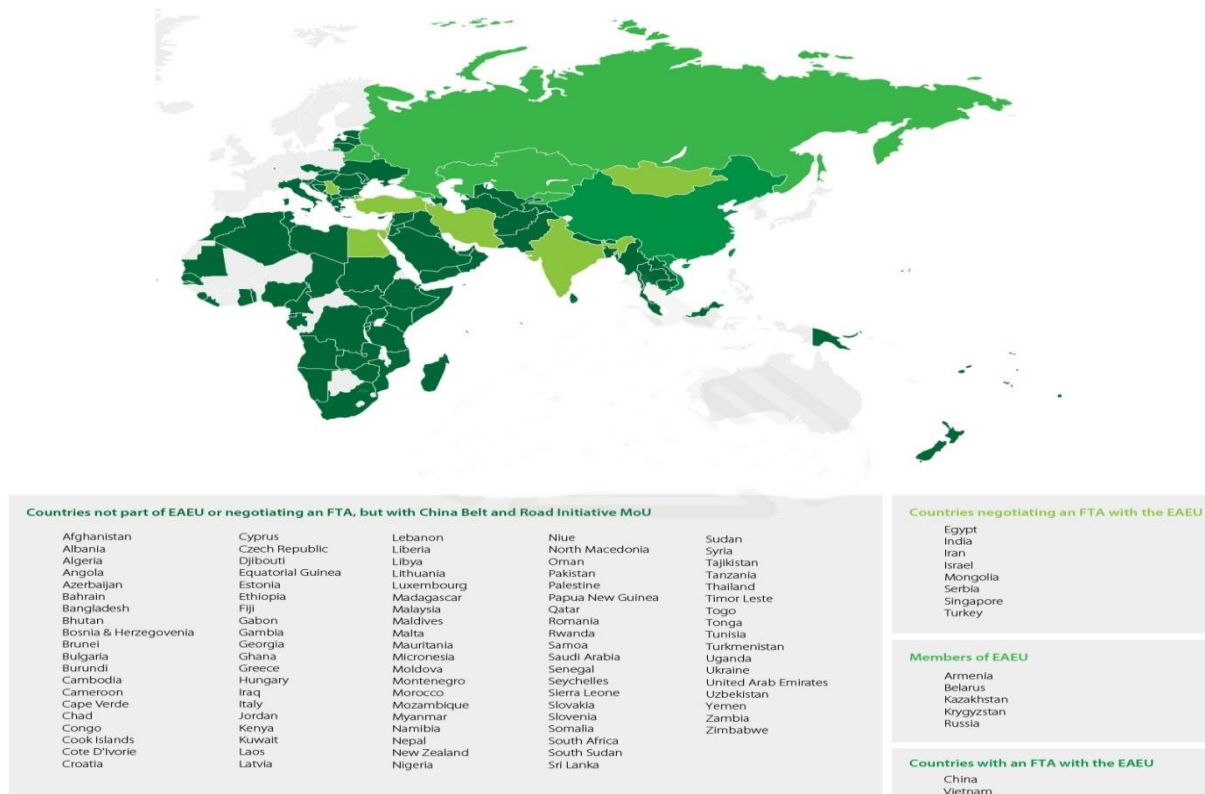 Countries not part of EAEU or negotiating an FTA, but with China Belt and Road Initiative MoU
Afghanistan
Albania
Algeria
Angola
Azerbaijan
Bahrain
Bangladesh
Bhutan
Bosnia & Herzegovenia
Brunei
Bulgaria
Burundi
Cambodia
Cameroon
Cape Verde
Chad
Congo
Cook Islands
Cote D'Ivorie
Croatia
Cyprus
Czech Republic
Djibouti
Equatorial Guinea
Estonia
Ethiopia
Fiji
Gabon
Gambia
Georgia
Ghana
Greece
Hungary
Iraq
Italy
Jordan
Kenya
Kuwait
Laos
Latvia
Lebanon
Liberia
Libya
Lithuania
Luxembourg
Madagascar
Malaysia
Maldives
Malta
Mauritania
Micronesia
Moldova
Montenegro
Morocco
Mozambique
Myanmar
Namibia
Nepal
New Zealand
Nigeria
Niue
North Macedonia
Oman
Pakistan
Palestine
Papua New Guinea
Qatar
Romania
Rwanda
Samoa
Saudi Arabia
Senegal
Seychelles
Sierra Leone
Slovakia
Slovenia
Somalia
South Africa
South Sudan
Sri Lanka
Sudan
Syria
Tajikistan
Tanzania
Thailand
Timor Leste
Togo
Tonga
Tunisia
Turkmenistan
Uganda
Ukraine
United Arab Emirates
Uzbekistan
Yemen
Zambia
Zimbabwe
Countries negotiating an FTA with the EAEU
Egypt
India
Iran
Israel
Mongolia
Serbia
Singapore
Turkey
Members of EAEU
Armenia
Belarus
Kazakhstan
Krygyzstan
Russia
Countries with an FTA with the EAEU
China
Vietnam